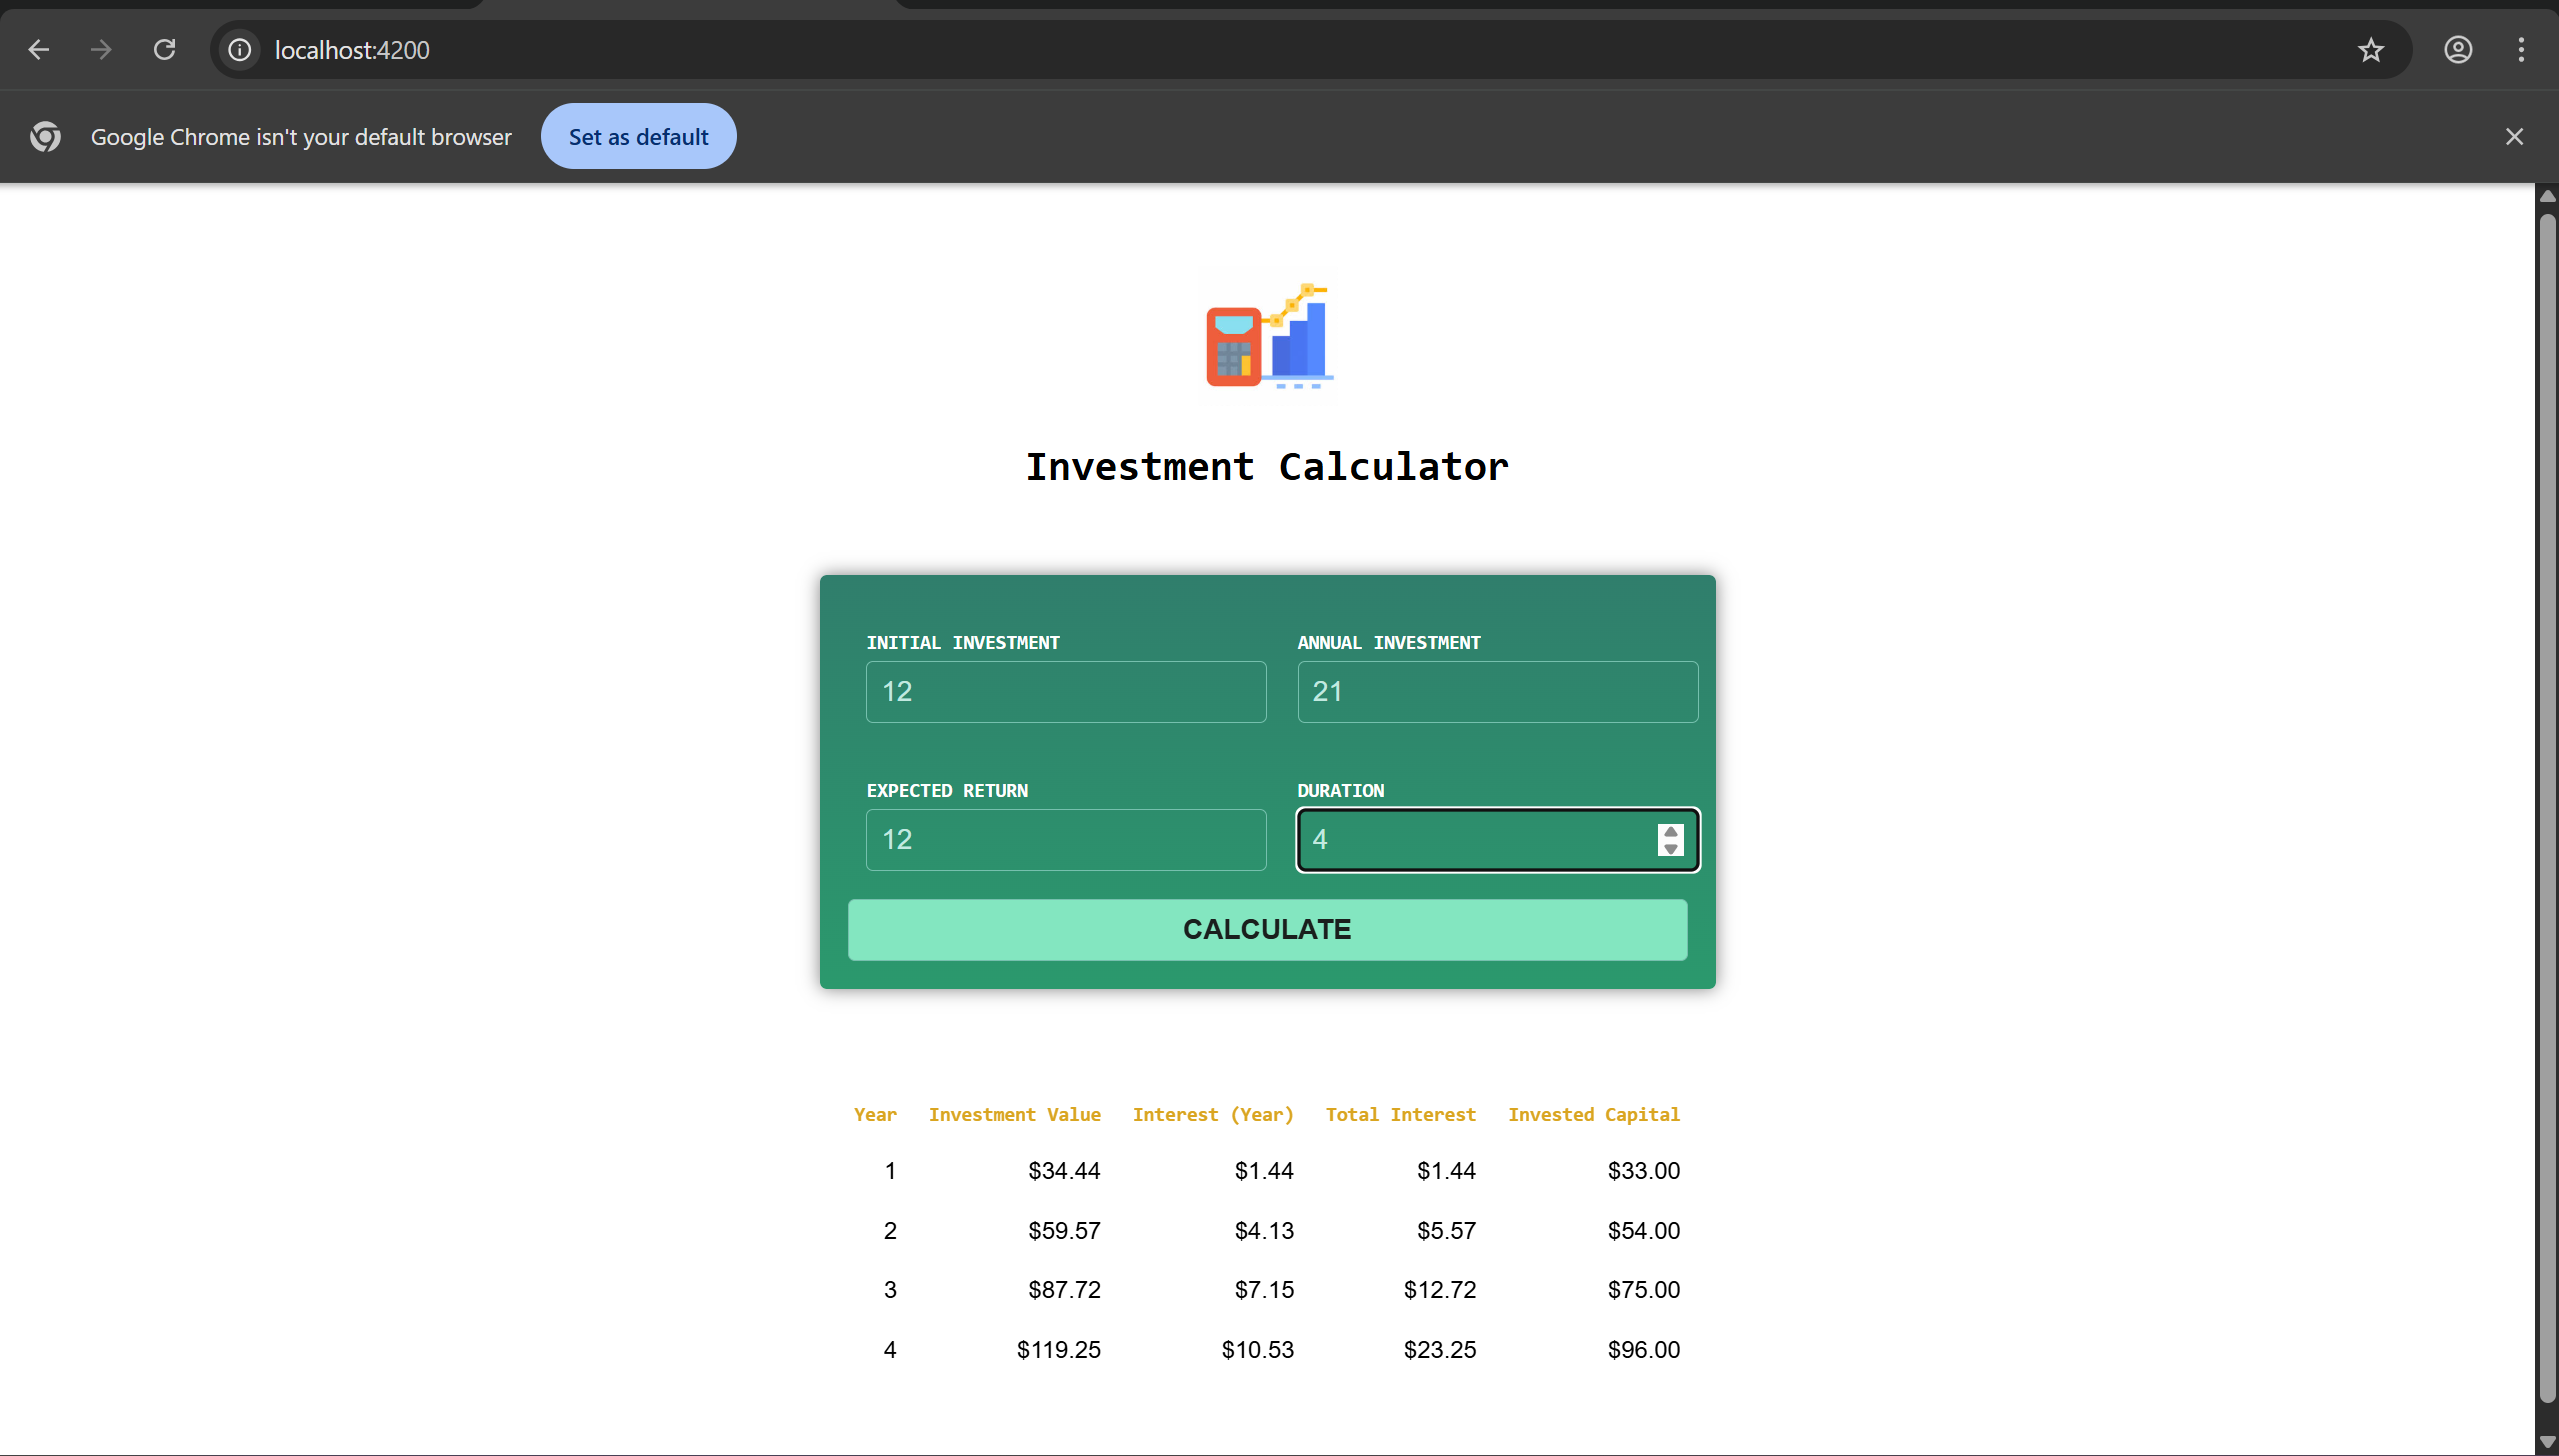 localhost:4200
Google Chrome isn't your default browser Set as default
Investment Calculator
INITIAL INVESTMENT ANNUAL INVESTMENT
12 21
EXPECTED RETURN DURATION
12 4
CALCULATE
Year Investment Value Interest (Year) Total Interest Invested Capital
1 $34.44 $1.44 $1.44 $33.00
2 $59.57 $4.13 $5.57 $54.00
3 $87.72 $7.15 $12.72 $75.00
4 $119.25 $10.53 $23.25 $96.00